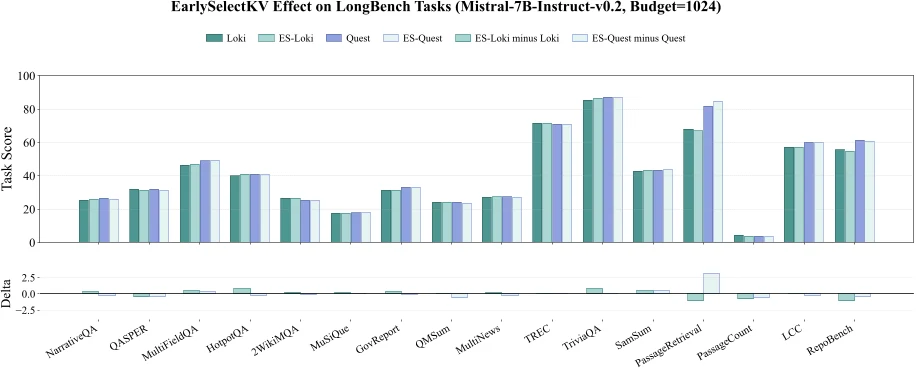 EarlySelectKV Effect on LongBench Tasks (Mistral-7B-Instruct-v0.2, Budget=1024)
Loki ES-Loki Quest ES-Quest ES-Loki minus Loki ES-Quest minus Quest
Task Score
100
80
60
40
20
0
Delta
2.5
0.0
−2.5
NarrativeQA
QASPER
MultiFieldQA
HotpotQA
2WikiMQA
MuSiQue
GovReport
QMSum
MultiNews
TREC
TriviaQA
SamSum
PassageRetrieval
PassageCount
LCC
RepoBench